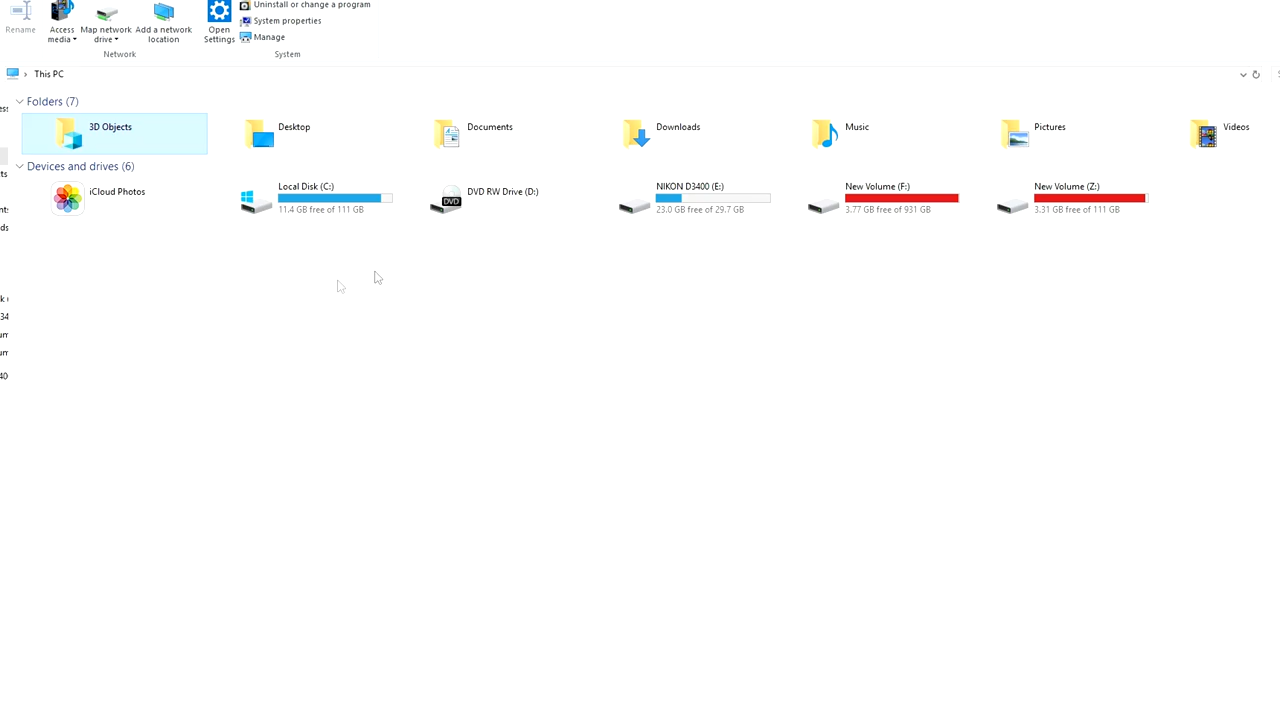 Uninstall or change a program
System properties
Manage
Rename
Access media
Map network drive
Add a network location
Open Settings
Network
System
This PC
Folders (7)
3D Objects
Desktop
Documents
Downloads
Music
Pictures
Videos
Devices and drives (6)
iCloud Photos
Local Disk (C:)
11.4 GB free of 111 GB
DVD RW Drive (D:)
DVD
NIKON D3400 (E:)
23.0 GB free of 29.7 GB
New Volume (F:)
3.77 GB free of 931 GB
New Volume (Z:)
3.31 GB free of 111 GB